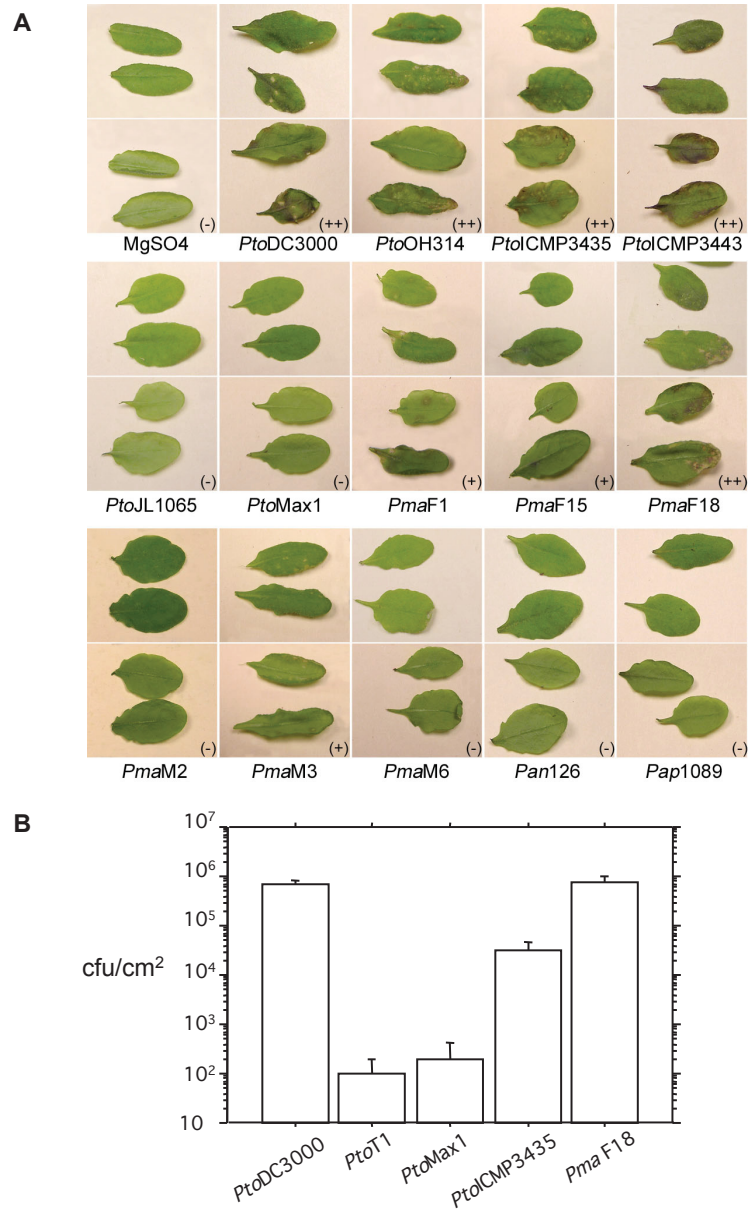 A
(-) (++) (++) (++) (++)
MgSO4 PtoDC3000 PtoOH314 PtoICMP3435 PtoICMP3443
(-) (-) (+) (+) (++)
PtoJL1065 PtoMax1 PmaF1 PmaF15 PmaF18
(-) (+) (-) (-) (-)
PmaM2 PmaM3 PmaM6 Pan126 Pap1089
B
10⁷
10⁶
10⁵
cfu/cm²
10⁴
10³
10²
10
PtoDC3000 PtoT1 PtoMax1 PtoICMP3435 Pma F18